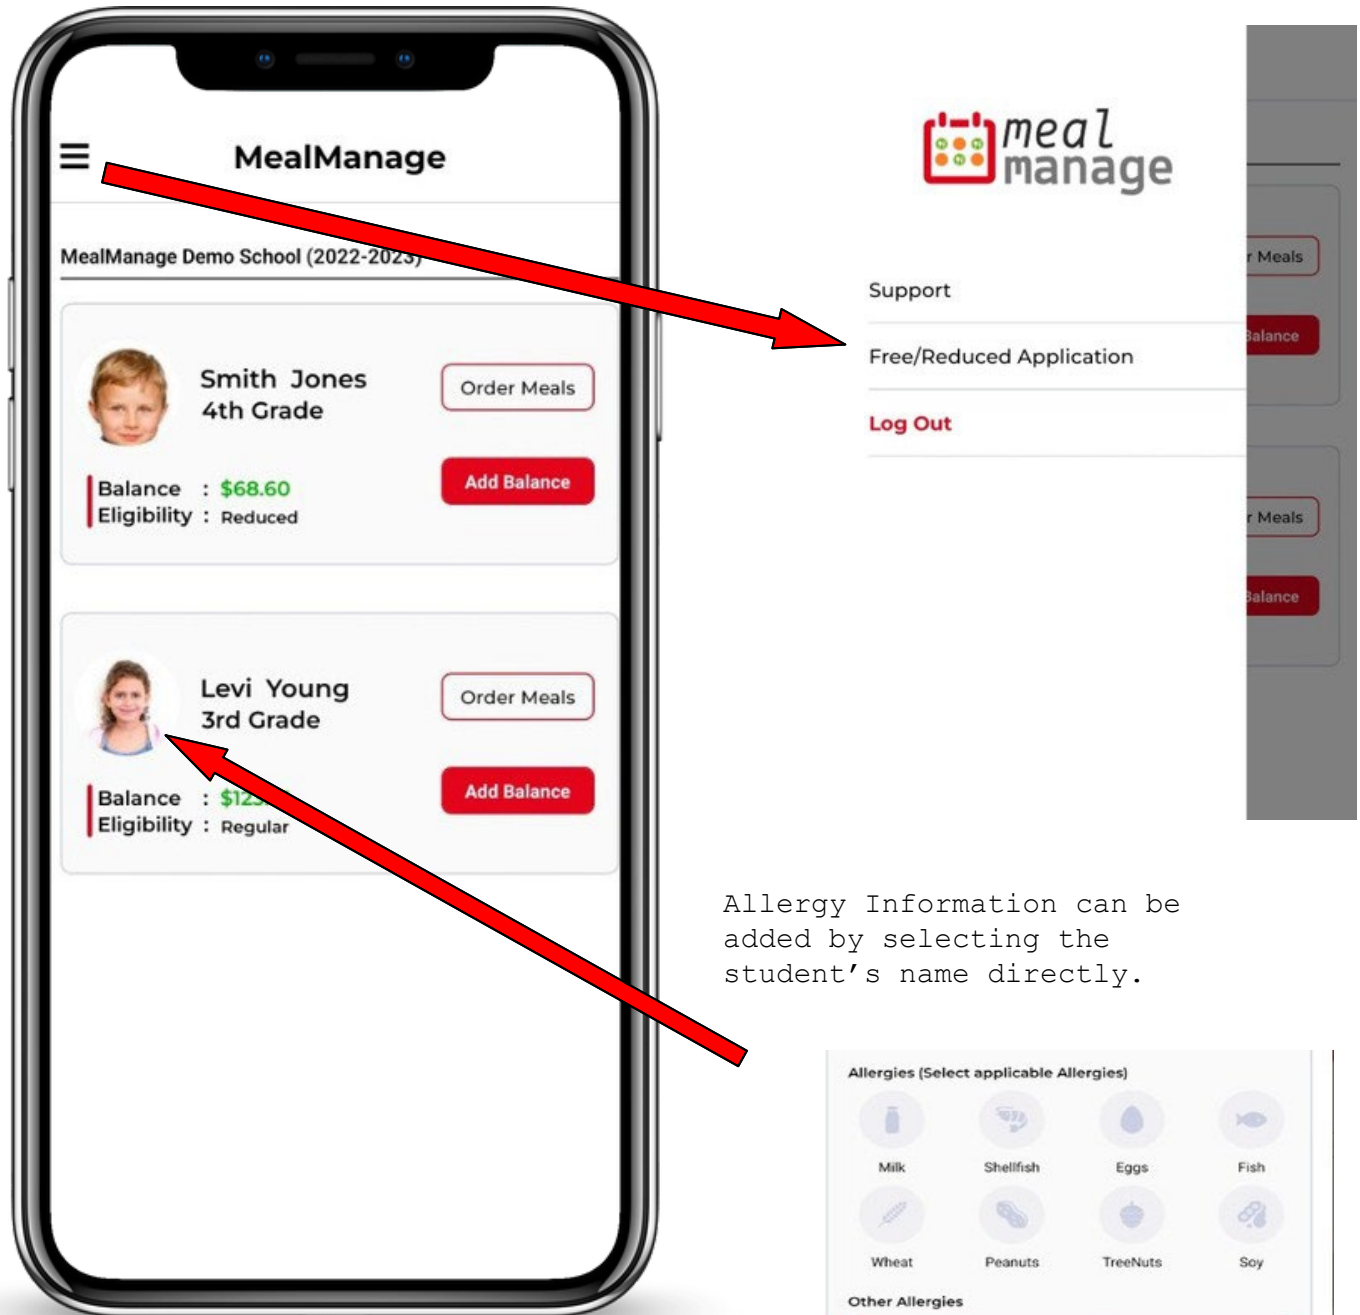 MealManage
MealManage Demo School (2022-2023)
Smith Jones
4th Grade
Order Meals
Balance : $68.60
Eligibility : Reduced
Add Balance
Levi Young
3rd Grade
Order Meals
Balance :
Eligibility : Regular
Add Balance
meal
manage
Support
Free/Reduced Application
Log Out
Meals
Balance
Meals
Balance
Allergy Information can be
added by selecting the
student’s name directly.
Allergies (Select applicable Allergies)
Milk Shellfish Eggs Fish
Wheat Peanuts TreeNuts Soy
Other Allergies